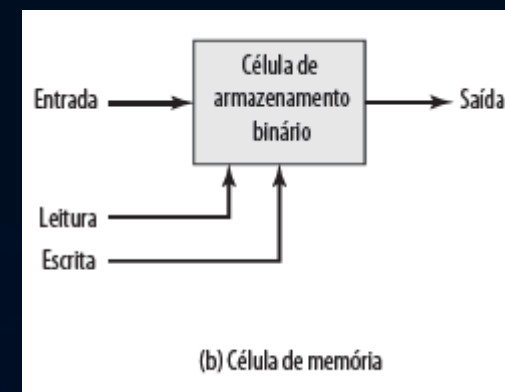 Célula de
armazenamento
binário
Entrada
Saída
Leitura
Escrita
(b) Célula de memória